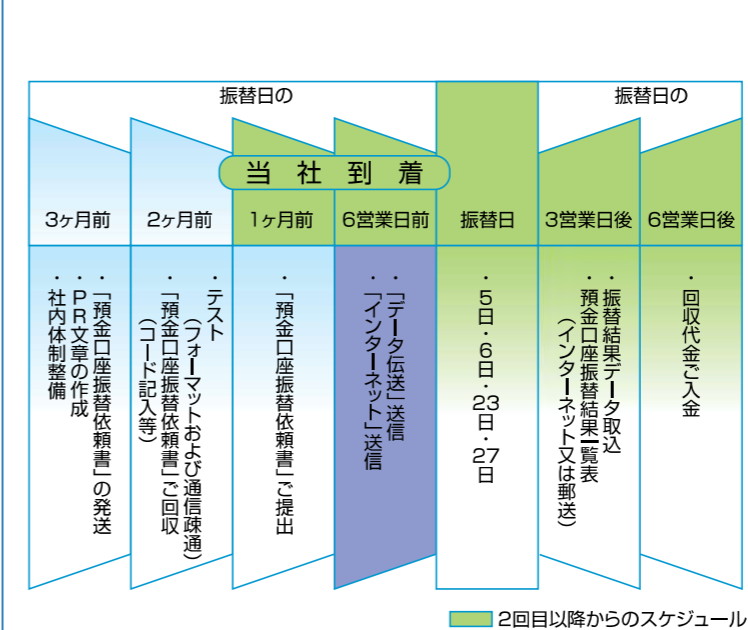 振替日の
振替日の
当社到着
3ヶ月前
2ヶ月前
1ヶ月前
6営業日前
振替日
3営業日後
6営業日後
・「預金口座振替依頼書」の発送
・PR文章の作成
・社内体制整備
・テスト
（フォーマットおよび通信疎通）
・「預金口座振替依頼書」ご回収
（コード記入等）
・「預金口座振替依頼書」ご提出
・「データ伝送」送信
・「インターネット」送信
・5日・6日・23日・27日
・振替結果データ取込
・預金口座振替結果一覧表
（インターネット又は郵送）
・回収代金ご入金
2回目以降からのスケジュール